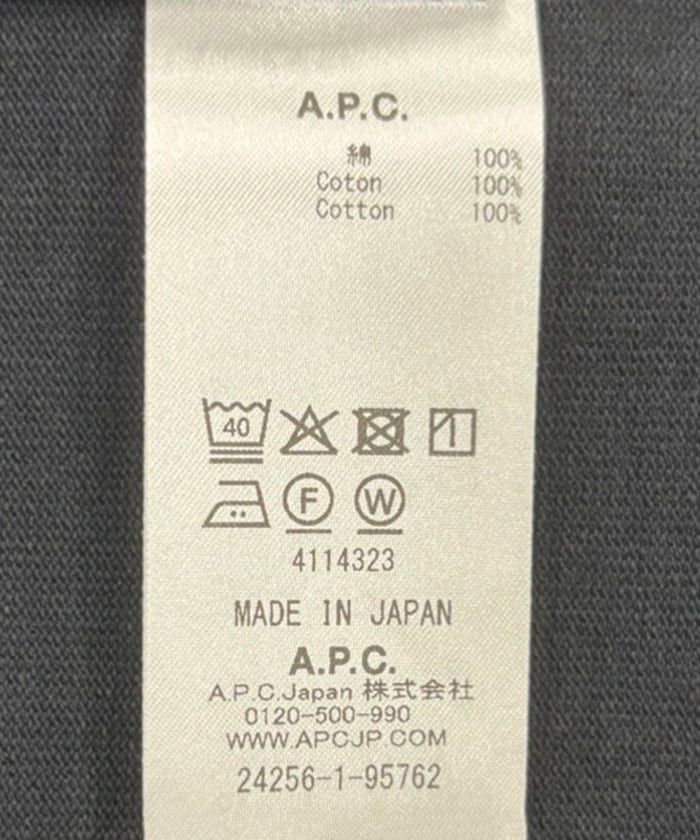 A.P.C.
綿 100%
Coton 100%
Cotton 100%
40
F W
4114323
MADE IN JAPAN
A.P.C.
A.P.C.Japan 株式会社
0120-500-990
WWW.APCJP.COM
24256-1-95762